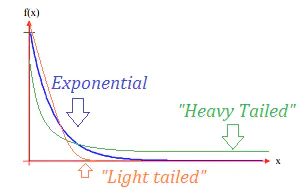 f(x)
Exponential
"Heavy Tailed"
x
"Light tailed"